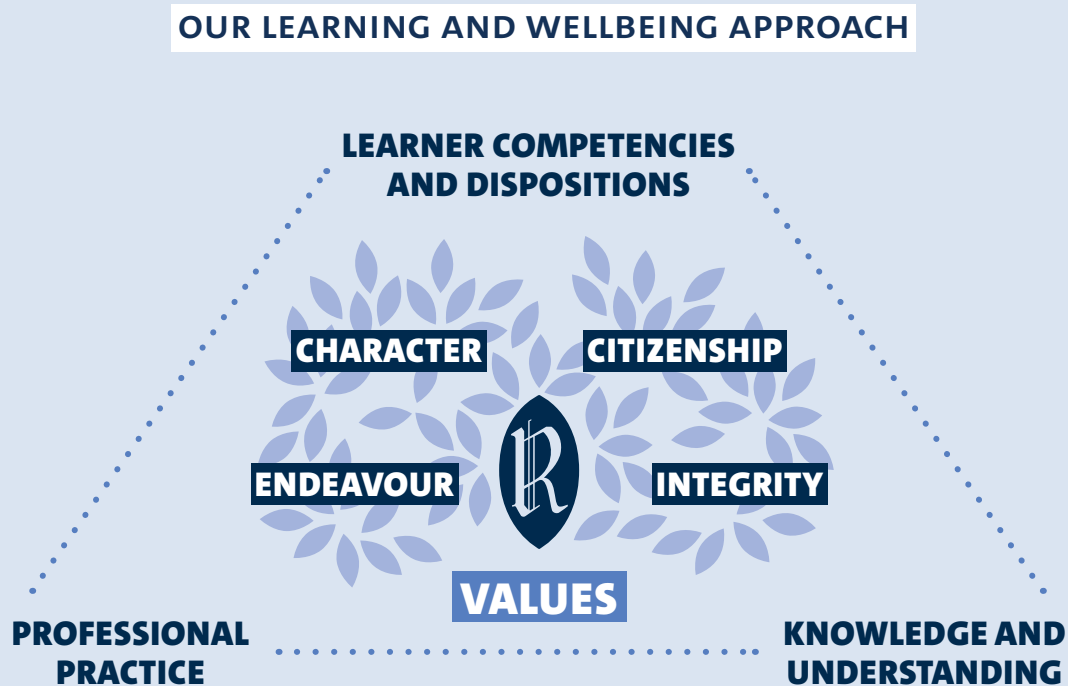 OUR LEARNING AND WELLBEING APPROACH
LEARNER COMPETENCIES
AND DISPOSITIONS
CHARACTER
CITIZENSHIP
R
ENDEAVOUR
INTEGRITY
VALUES
PROFESSIONAL
PRACTICE
KNOWLEDGE AND
UNDERSTANDING